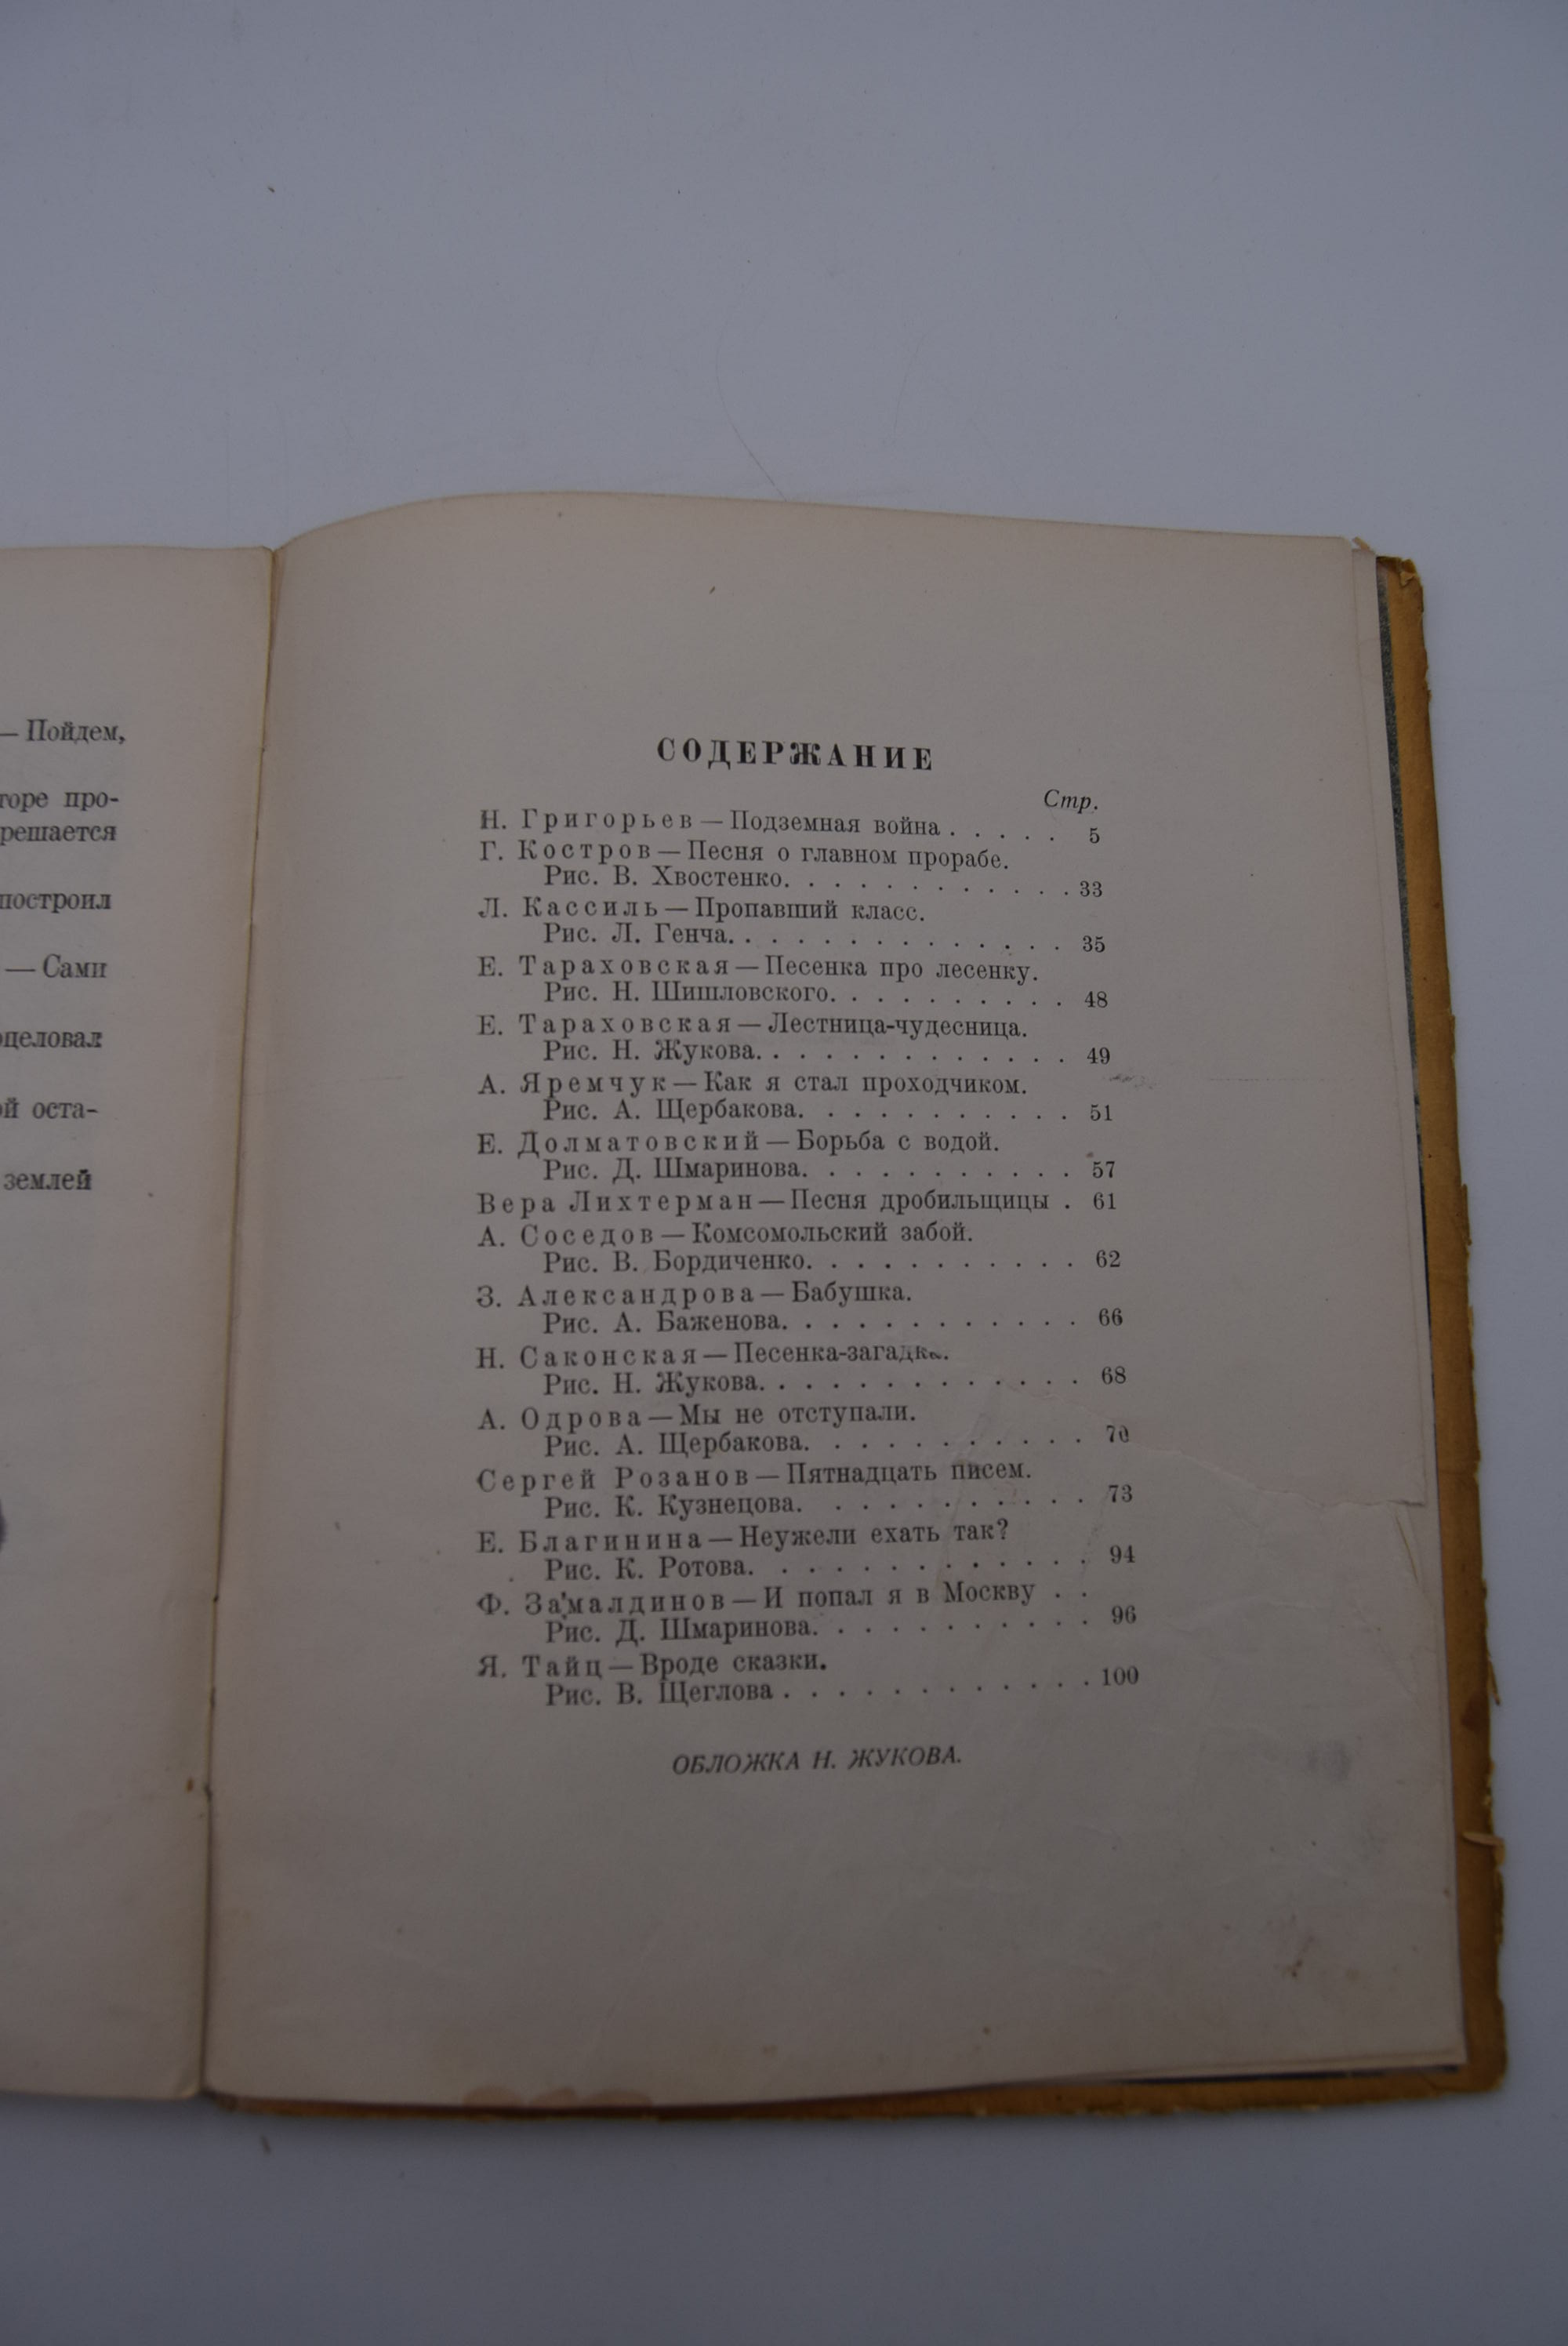 — Пойдем,
горе про-
решается
построил
— Сами
оцеловал
ой оста-
землей
СОДЕРЖАНИЕ
Стр.
Н. Григорьев — Подземная война . . . . . 5
Г. Костров — Песня о главном прорабе.
Рис. В. Хвостенко. . . . . . . . . . . . 33
Л. Кассиль — Пропавший класс.
Рис. Л. Генча. . . . . . . . . . . . . . 35
Е. Тараховская — Песенка про лесенку.
Рис. Н. Шишловского. . . . . . . . . . 48
Е. Тараховская — Лестница-чудесница.
Рис. Н. Жукова. . . . . . . . . . . . . 49
А. Яремчук — Как я стал проходчиком.
Рис. А. Щербакова. . . . . . . . . . . 51
Е. Долматовский — Борьба с водой.
Рис. Д. Шмаринова. . . . . . . . . . . 57
Вера Лихтерман — Песня дробильщицы . 61
А. Соседов — Комсомольский забой.
Рис. В. Бордиченко. . . . . . . . . . . 62
З. Александрова — Бабушка.
Рис. А. Баженова. . . . . . . . . . . . 66
Н. Саконская — Песенка-загадка.
Рис. Н. Жукова. . . . . . . . . . . . . 68
А. Одрова — Мы не отступали.
Рис. А. Щербакова. . . . . . . . . . . 70
Сергей Розанов — Пятнадцать писем.
Рис. К. Кузнецова. . . . . . . . . . . 73
Е. Благинина — Неужели ехать так?
Рис. К. Ротова. . . . . . . . . . . . . 94
Ф. Замалдинов — И попал я в Москву . .
Рис. Д. Шмаринова. . . . . . . . . . . 96
Я. Тайц — Вроде сказки.
Рис. В. Щеглова . . . . . . . . . . . . 100
ОБЛОЖКА Н. ЖУКОВА.